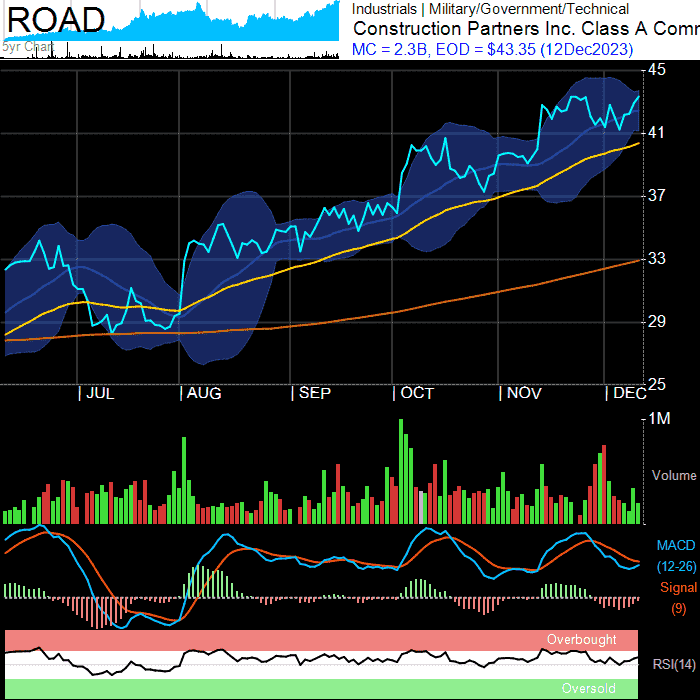 ROAD
5yr Chart
Industrials | Military/Government/Technical
Construction Partners Inc. Class A Comm
MC = 2.3B, EOD = $43.35 (12Dec2023)
45
41
37
33
29
25
| JUL | AUG | SEP | OCT | NOV | DEC
1M
Volume
MACD
(12-26)
Signal
(9)
Overbought
RSI(14)
Oversold